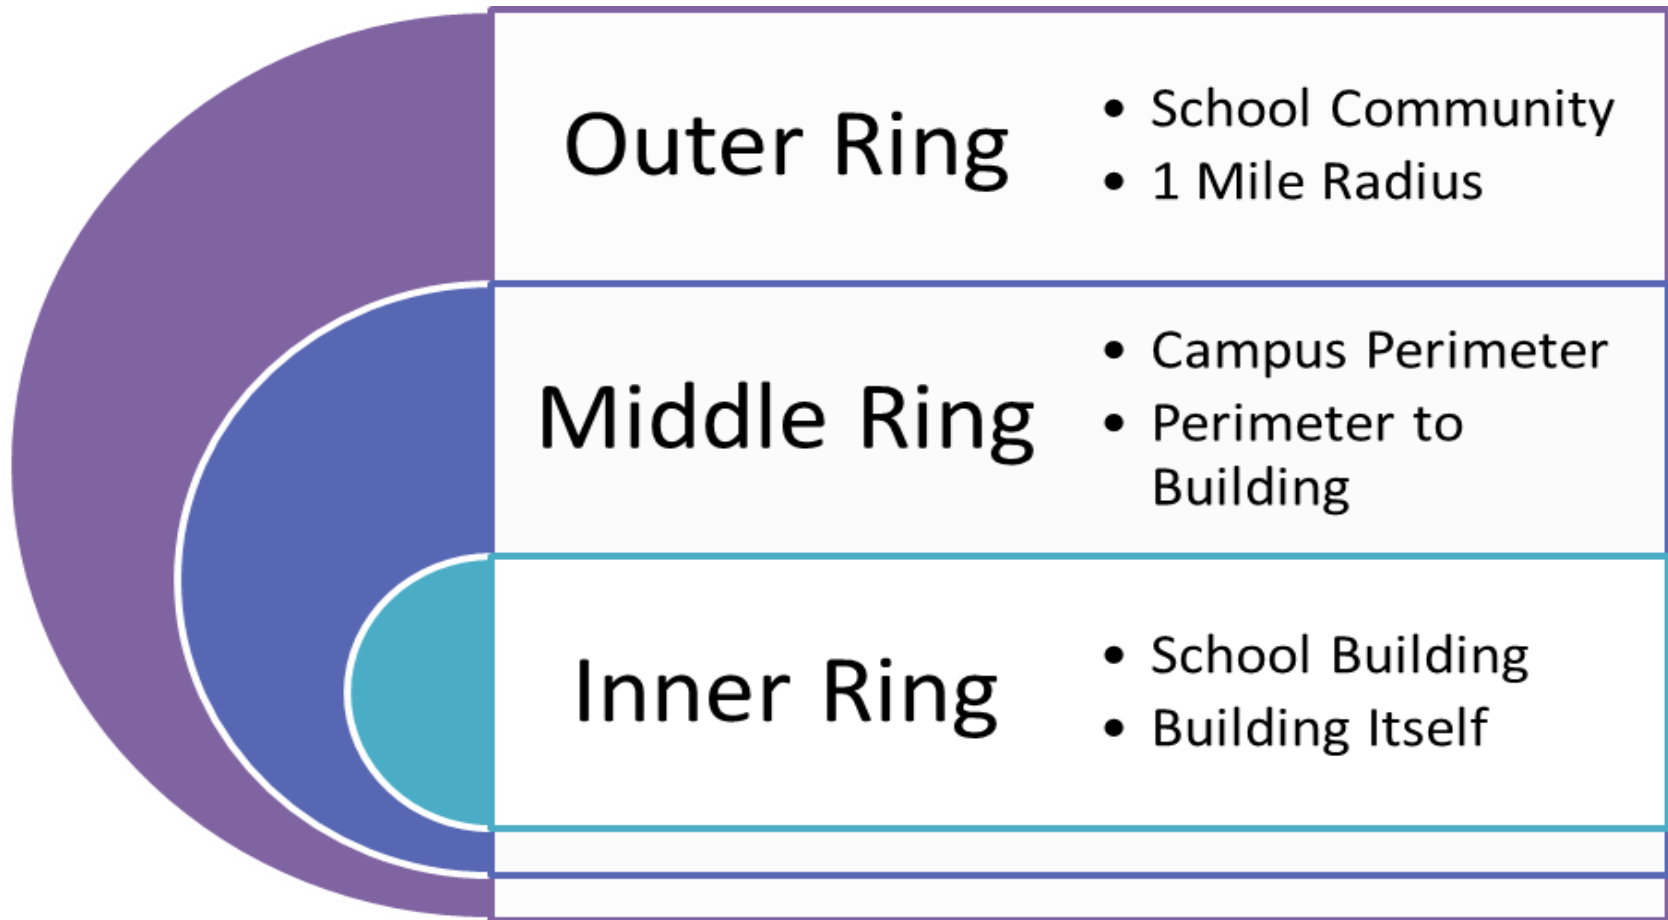 Outer Ring
• School Community
• 1 Mile Radius
Middle Ring
• Campus Perimeter
• Perimeter to
Building
Inner Ring
• School Building
• Building Itself